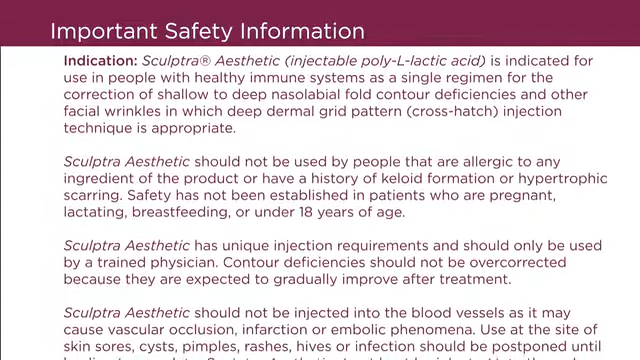 Important Safety Information
Indication: Sculptra® Aesthetic (injectable poly-L-lactic acid) is indicated for
use in people with healthy immune systems as a single regimen for the
correction of shallow to deep nasolabial fold contour deficiencies and other
facial wrinkles in which deep dermal grid pattern (cross-hatch) injection
technique is appropriate.
Sculptra Aesthetic should not be used by people that are allergic to any
ingredient of the product or have a history of keloid formation or hypertrophic
scarring. Safety has not been established in patients who are pregnant,
lactating, breastfeeding, or under 18 years of age.
Sculptra Aesthetic has unique injection requirements and should only be used
by a trained physician. Contour deficiencies should not be overcorrected
because they are expected to gradually improve after treatment.
Sculptra Aesthetic should not be injected into the blood vessels as it may
cause vascular occlusion, infarction or embolic phenomena. Use at the site of
skin sores, cysts, pimples, rashes, hives or infection should be postponed until